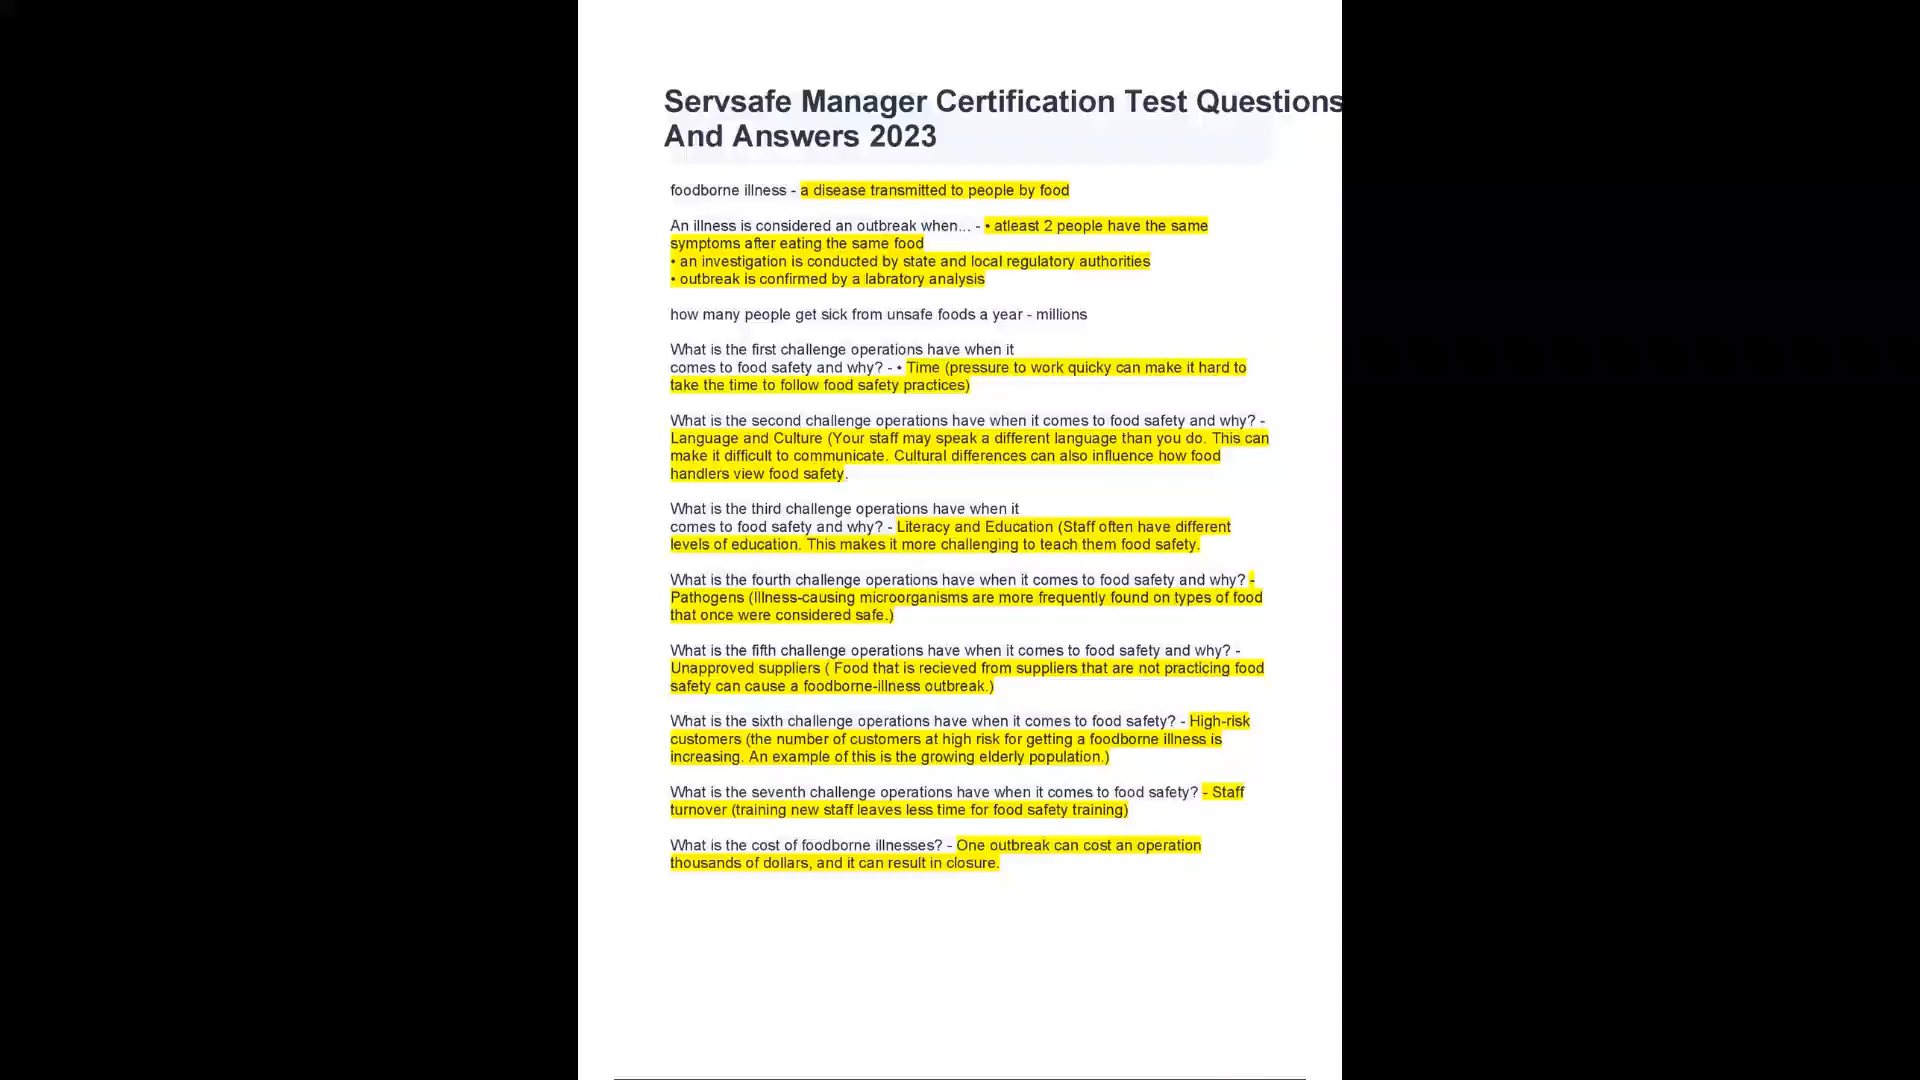 Servsafe Manager Certification Test Questions
And Answers 2023
foodborne illness - a disease transmitted to people by food
An illness is considered an outbreak when... - • atleast 2 people have the same
symptoms after eating the same food
• an investigation is conducted by state and local regulatory authorities
• outbreak is confirmed by a labratory analysis
how many people get sick from unsafe foods a year - millions
What is the first challenge operations have when it
comes to food safety and why? - • Time (pressure to work quicky can make it hard to
take the time to follow food safety practices)
What is the second challenge operations have when it comes to food safety and why? -
Language and Culture (Your staff may speak a different language than you do. This can
make it difficult to communicate. Cultural differences can also influence how food
handlers view food safety.
What is the third challenge operations have when it
comes to food safety and why? - Literacy and Education (Staff often have different
levels of education. This makes it more challenging to teach them food safety.
What is the fourth challenge operations have when it comes to food safety and why? -
Pathogens (Illness-causing microorganisms are more frequently found on types of food
that once were considered safe.)
What is the fifth challenge operations have when it comes to food safety and why? -
Unapproved suppliers ( Food that is recieved from suppliers that are not practicing food
safety can cause a foodborne-illness outbreak.)
What is the sixth challenge operations have when it comes to food safety? - High-risk
customers (the number of customers at high risk for getting a foodborne illness is
increasing. An example of this is the growing elderly population.)
What is the seventh challenge operations have when it comes to food safety? - Staff
turnover (training new staff leaves less time for food safety training)
What is the cost of foodborne illnesses? - One outbreak can cost an operation
thousands of dollars, and it can result in closure.